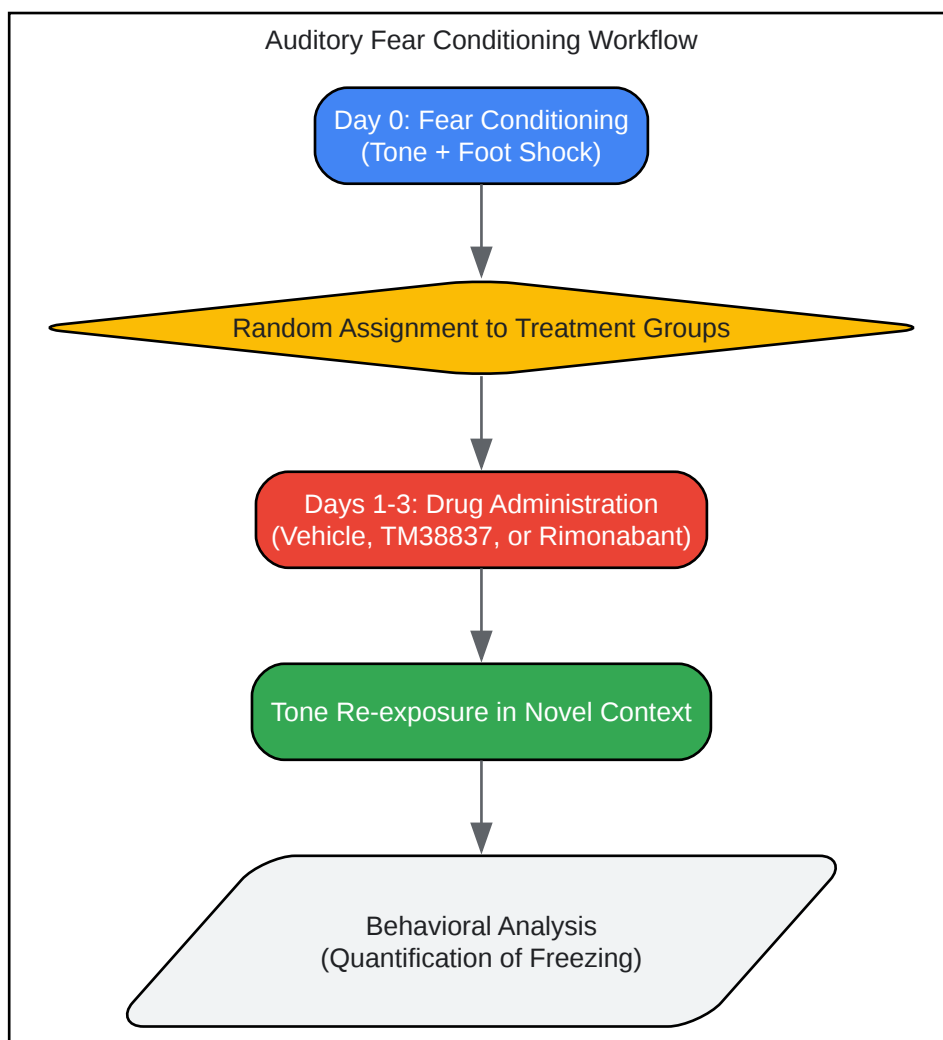 Auditory Fear Conditioning Workflow
Day 0: Fear Conditioning
(Tone + Foot Shock)
Random Assignment to Treatment Groups
Days 1-3: Drug Administration
(Vehicle, TM38837, or Rimonabant)
Tone Re-exposure in Novel Context
Behavioral Analysis
(Quantification of Freezing)